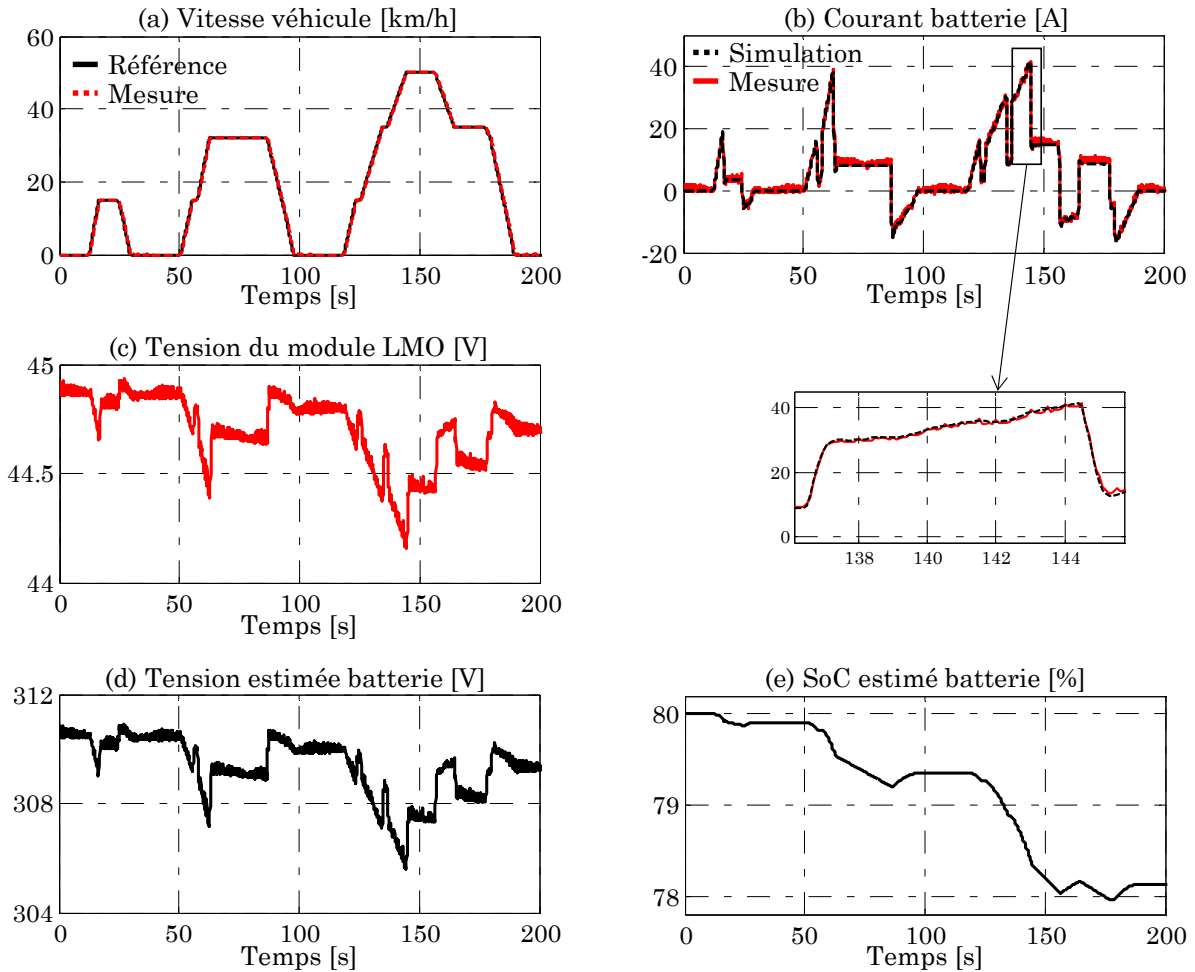 (a) Vitesse véhicule [km/h]
60
40
20
0
Référence
Mesure
0 50 100 150 200
Temps [s]
(b) Courant batterie [A]
40
20
0
-20
Simulation
Mesure
0 50 100 150 200
Temps [s]
(c) Tension du module LMO [V]
45
44.5
44
0 50 100 150 200
Temps [s]
40
20
0
138 140 142 144
(d) Tension estimée batterie [V]
312
308
304
0 50 100 150 200
Temps [s]
(e) SoC estimé batterie [%]
80
79
78
0 50 100 150 200
Temps [s]